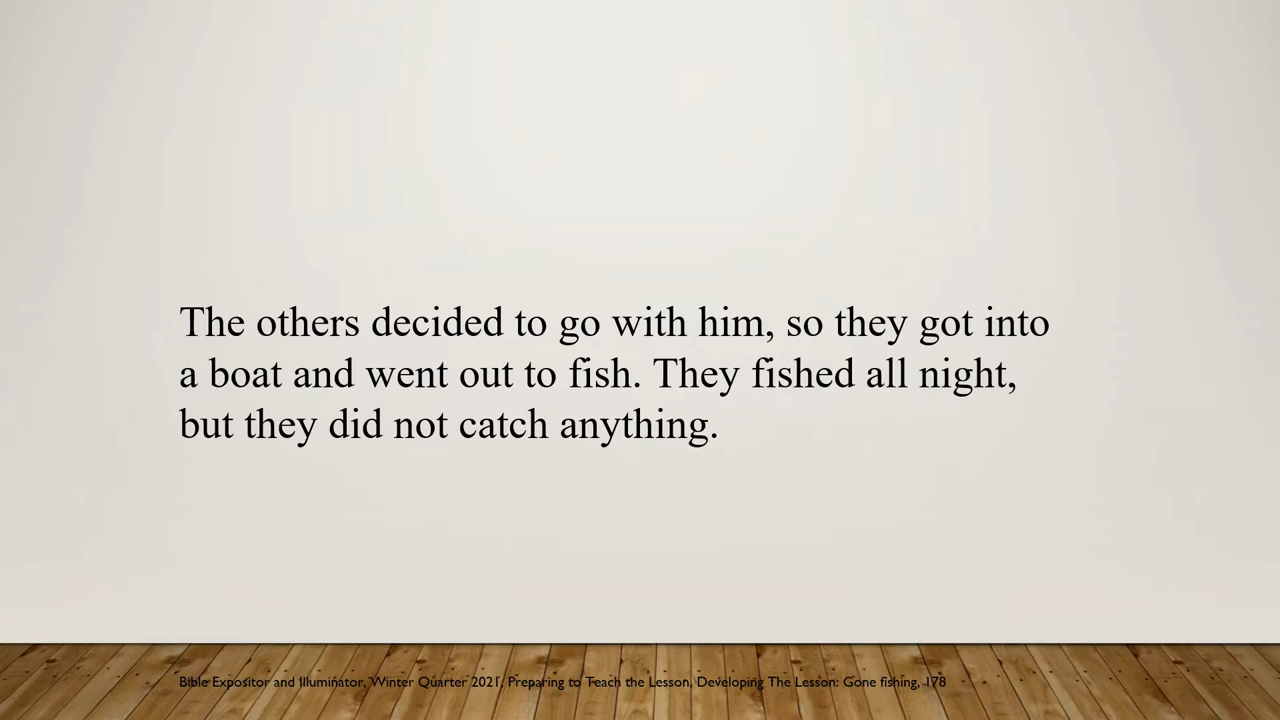 The others decided to go with him, so they got into
a boat and went out to fish. They fished all night,
but they did not catch anything.
Bible Expositor and Illuminator, Winter Quarter 2021, Preparing to Teach the Lesson, Developing The Lesson: Gone fishing, 178